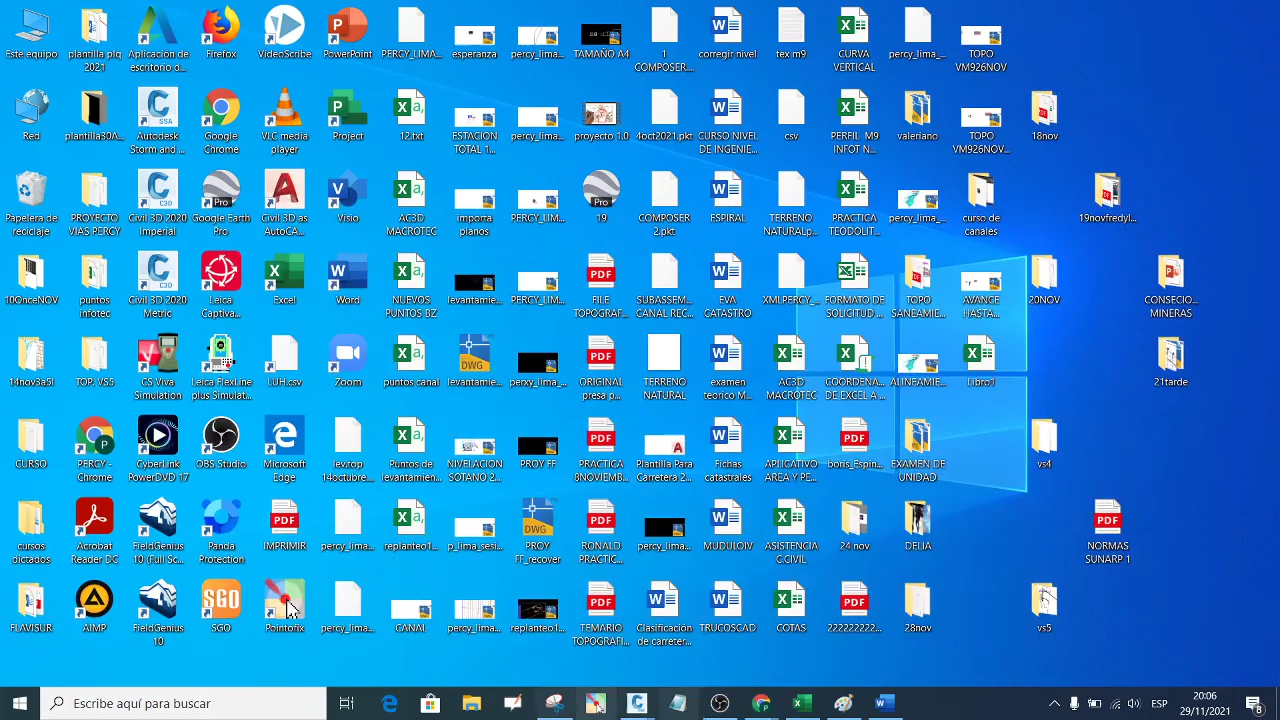 Este equipo
plantilla plq
2021
Aplicación de
escritorio d...
Firefox
VideoScribe
PowerPoint
PERCY_LIMA...
esperanza
percy_lima...
TAMAÑO A4
1
COMPOSER...
corregir nivel
tex m9
CURVA
VERTICAL
percy_lima_...
TOPO
VM926NOV
Red
plantilla30A...
Autodesk
Storm and ...
Google
Chrome
VLC media
player
Project
12.txt
ESTACION
TOTAL 1...
percy_lima...
proyecto 1.0
4oct2021.pkt
CURSO NIVEL
DE INGENIE...
csv
PERFIL M9
INFOT N...
valeriano
TOPO
VM926NOV...
18nov
Papelera de
reciclaje
PROYECTO
VIAS PERCY
Civil 3D 2020
Imperial
Google Earth
Pro
Civil 3D as
AutoCA...
Visio
AC3D
MACROTEC
importa
planos
PERCY_LIM...
19
COMPOSER
2.pkt
ESPIRAL
TERRENO
NATURALp...
PRACTICA
TEODOLIT...
percy_lima_...
curso de
canales
19novfredyl...
10OnceNOV
puntos
infotec
Civil 3D 2020
Metric
Leica
Captiva...
Excel
Word
NUEVOS
PUNTOS BZ
levantamie...
PERCY_LIM...
FILE
TOPOGRAF...
SUBASSEM...
CANAL REC...
EVA
CATASTRO
XMLPERCY_...
FORMATO DE
SOLICITUD ...
TOPO
SANEAMIE...
AVANCE
HASTA...
20NOV
CONSECIO...
MINERAS
14nov3a5l
TOP. VS5
CS Viva
Simulation
Leica FlexLine
plus Simulat...
LUH.csv
Zoom
puntos canal
levantamie...
perxy_lima_...
ORIGINAL
presa p...
TERRENO
NATURAL
examen
teorico M...
AC3D
MACROTEC
COORDENA...
DE EXCEL A ...
ALINEAMIE...
Libro1
2:1tarde
CURSO
PERCY -
Chrome
CyberLink
PowerDVD 17
OBS Studio
Microsoft
Edge
lev,top
14octubre...
Puntos de
levantamien...
NIVELACION
SOTANO 2...
PROY FF
PRACTICA
8NOVIEMB...
Plantilla Para
Carretera 2...
Fichas
catastrales
APLICATIVO
AREA Y PE...
boris_Espin...
EXAMEN DE
UNIDAD
vs4
cursos
dictados
Acrobat
Reader DC
FieldGenius
10 (Full Sc...
Panda
Protection
IMPRIMIR
percy_lima...
replanteo1...
p_lima_sesi...
PROY
FF_recover
RONALD
PRACTIC...
percy_lima...
MUDULOIV
ASISTENCIA
C.CIVIL
24 nov
DELIA
NORMAS
SUNARP 1
FLAVISUR
AIMP
FieldGenius
10
SGO
Pointofix
percy_lima...
CANAL
percy_lima...
replanteo1...
TEMARIO
TOPOGRAFI...
Clasificación
de carreter...
TRUCOSCAD
COTAS
222222222...
28nov
vs5
Escribe aquí para buscar
ESP
20:06
29/11/2021